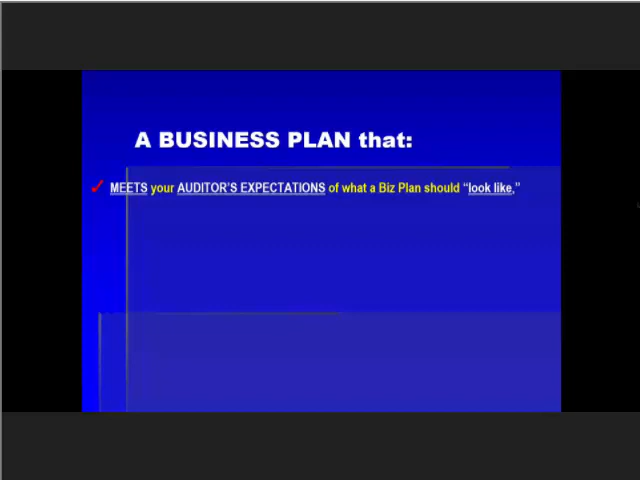 A BUSINESS PLAN that:
✓ MEETS your AUDITOR'S EXPECTATIONS of what a Biz Plan should “look like,”